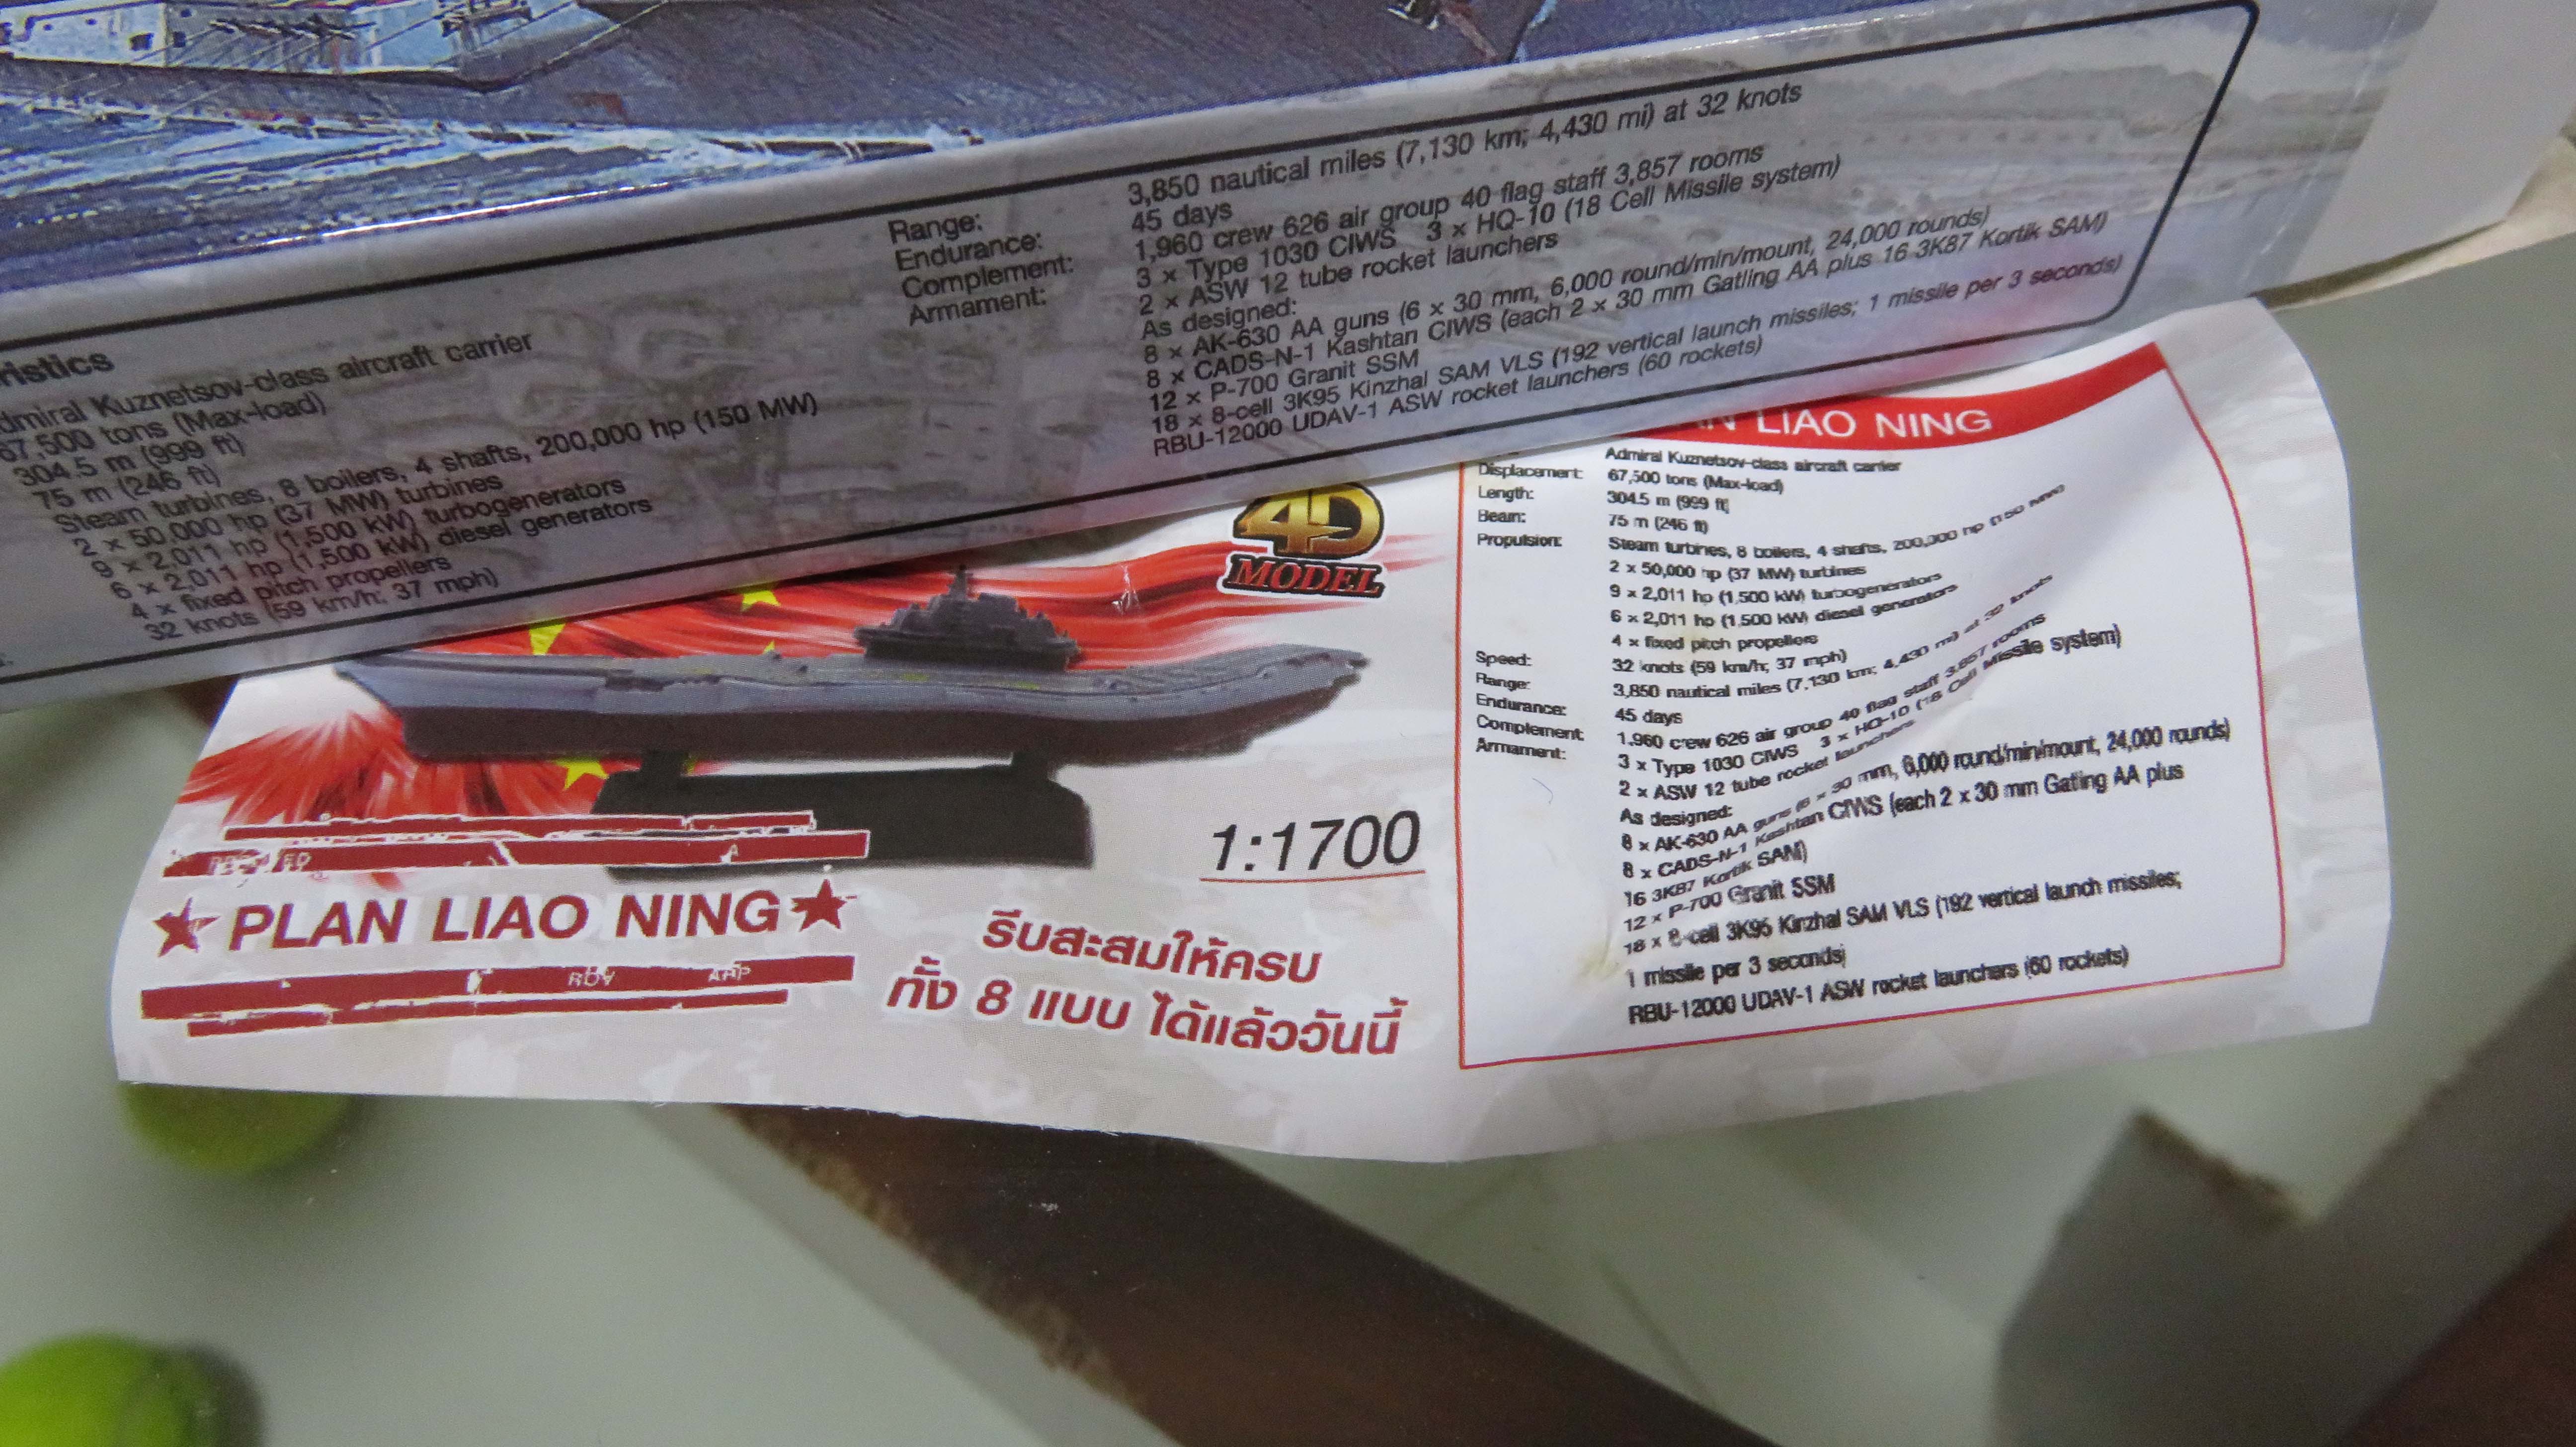 ristics
dmiral Kuznetsov-class aircraft carrier
67,500 tons (Max-load)
304.5 m (999 ft)
75 m (246 ft)
Steam turbines, 8 boilers, 4 shafts, 200,000 hp (150 MW)
2 × 50,000 hp (37 MW) turbines
9 × 2,011 hp (1,500 kW) turbogenerators
6 × 2,011 hp (1,500 kW) diesel generators
4 × fixed pitch propellers
32 knots (59 km/h; 37 mph)
Range: 3,850 nautical miles (7,130 km; 4,430 mi) at 32 knots
Endurance: 45 days
Complement: 1,960 crew 626 air group 40 flag staff 3,857 rooms
Armament: 3 x Type 1030 CIWS 3 x HQ-10 (18 Cell Missile system)
2 × ASW 12 tube rocket launchers
As designed:
8 × AK-630 AA guns (6 × 30 mm, 6,000 round/min/mount, 24,000 rounds)
8 × CADS-N-1 Kashtan CIWS (each 2 × 30 mm Gatling AA plus 16 3K87 Kortik SAM)
12 × P-700 Granit SSM
18 × 8-cell 3K95 Kinzhal SAM VLS (192 vertical launch missiles; 1 missile per 3 seconds)
RBU-12000 UDAV-1 ASW rocket launchers (60 rockets)
4D
MODEL
1:1700
★ PLAN LIAO NING ★
รีบสะสมให้ครบ
ทั้ง 8 แบบ ได้แล้ววันนี้
LIAO NING
Admiral Kuznetsov-class aircraft carrier
Displacement: 67,500 tons (Max-load)
Length: 304.5 m (999 ft)
Beam: 75 m (246 ft)
Propulsion: Steam turbines, 8 boilers, 4 shafts, 200,000 hp (150 MW)
2 x 50,000 hp (37 MW) turbines
9 x 2,011 hp (1,500 kW) turbogenerators
6 x 2,011 hp (1,500 kW) diesel generators
4 x fixed pitch propellers
Speed: 32 knots (59 km/h; 37 mph)
Range: 3,850 nautical miles (7,130 km; 4,430 mi) at 32 knots
Endurance: 45 days
Complement: 1,960 crew 626 air group 40 flag staff 3,857 rooms
Armament: 3 x Type 1030 CIWS 3 x HQ-10 (18 Cell Missile system)
2 x ASW 12 tube rocket launchers
As designed:
8 x AK-630 AA guns (6 × 30 mm, 6,000 round/min/mount, 24,000 rounds)
8 x CADS-N-1 Kashtan CIWS (each 2 x 30 mm Gatling AA plus
16 3K87 Kortik SAM)
12 x P-700 Granit SSM
18 x 8-cell 3K95 Kinzhal SAM VLS (192 vertical launch missiles;
1 missile per 3 seconds)
RBU-12000 UDAV-1 ASW rocket launchers (60 rockets)